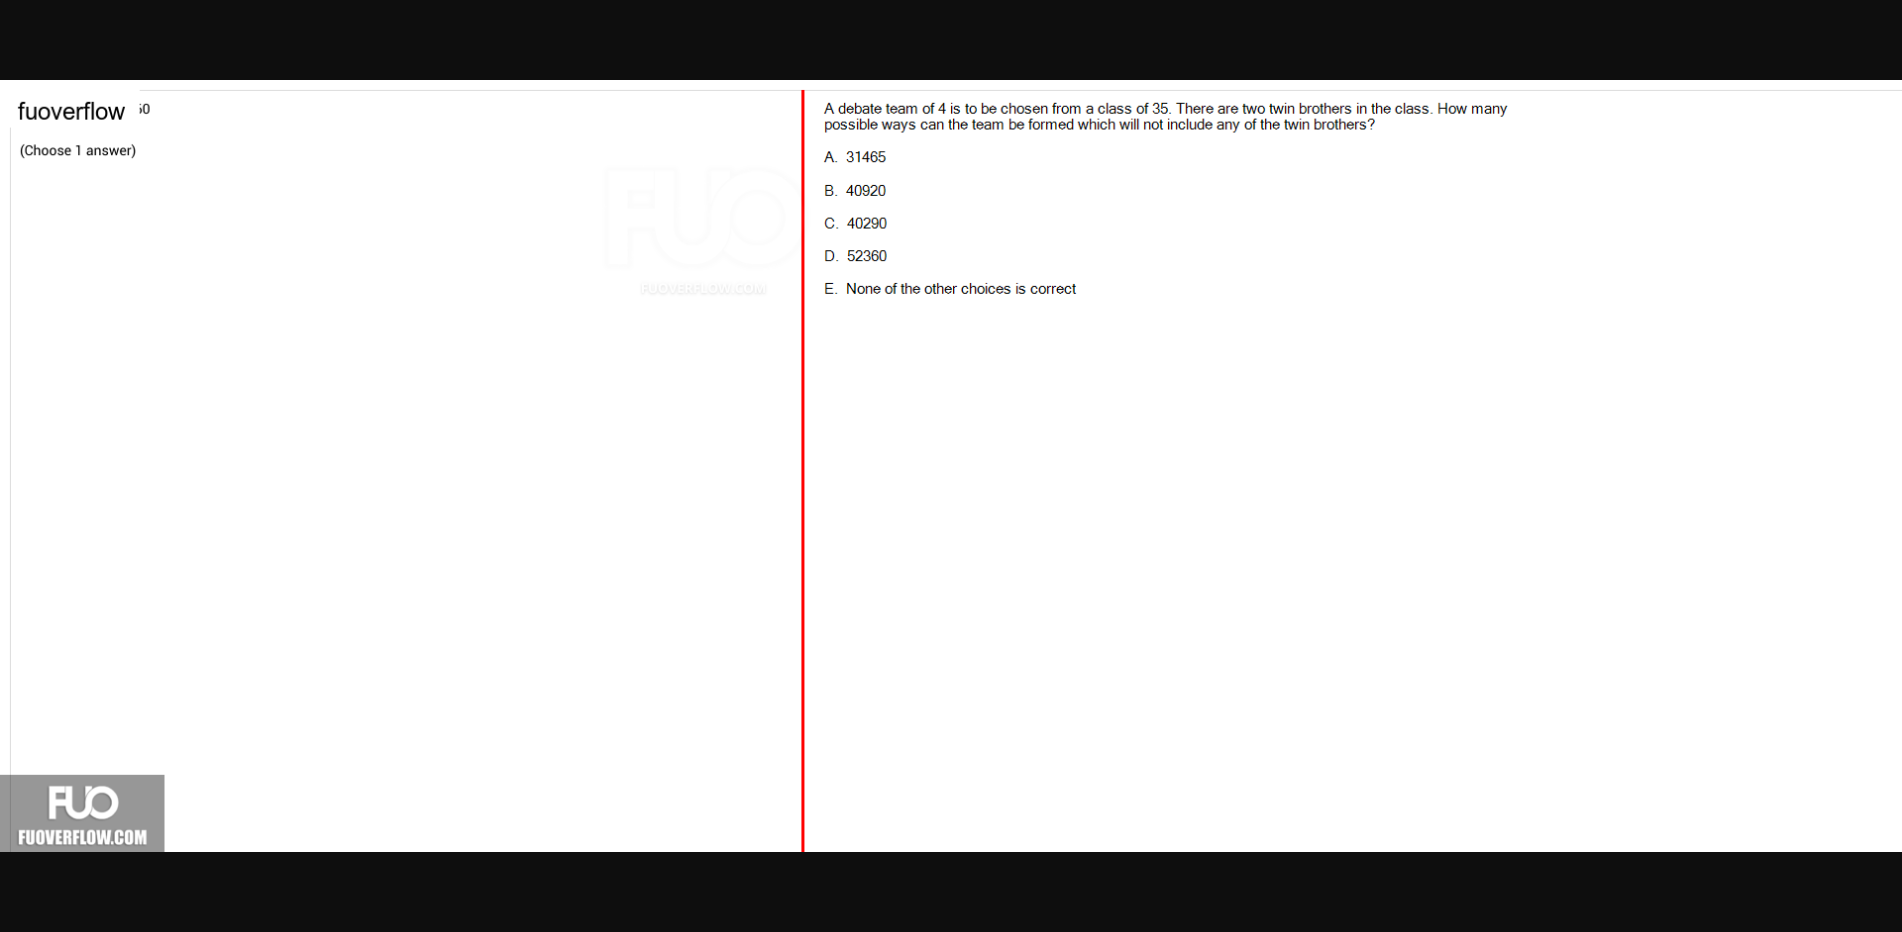 fuoverflow
(Choose 1 answer)
A debate team of 4 is to be chosen from a class of 35. There are two twin brothers in the class. How many
possible ways can the team be formed which will not include any of the twin brothers?
A. 31465
B. 40920
C. 40290
D. 52360
E. None of the other choices is correct
FUO
FUOVERFLOW.COM
FUO
FUOVERFLOW.COM